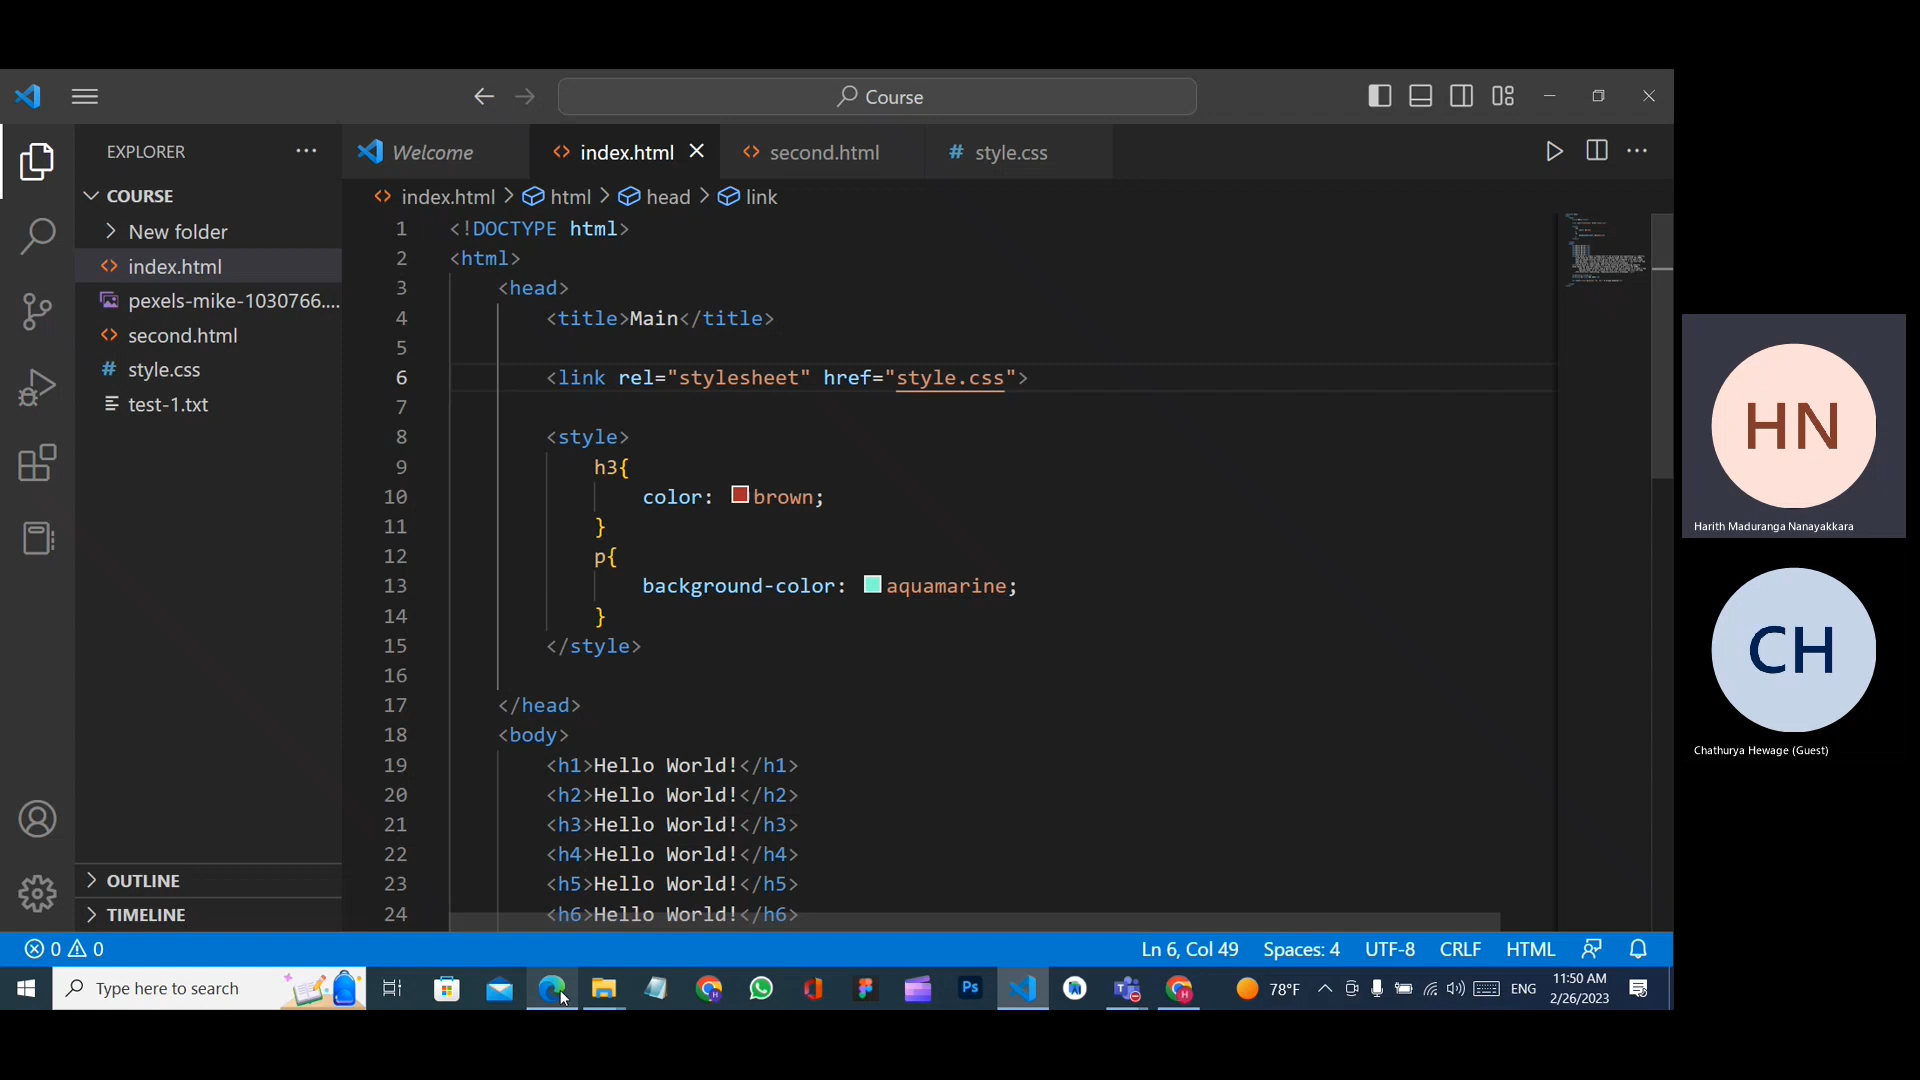 Course
EXPLORER
Welcome
index.html
second.html
# style.css
COURSE
New folder
index.html
pexels-mike-1030766....
second.html
# style.css
test-1.txt
OUTLINE
TIMELINE
index.html > html > head > link
1 <!DOCTYPE html>
2 <html>
3 <head>
4 <title>Main</title>
5
6 <link rel="stylesheet" href="style.css">
7
8 <style>
9 h3{
10 color: brown;
11 }
12 p{
13 background-color: aquamarine;
14 }
15 </style>
16
17 </head>
18 <body>
19 <h1>Hello World!</h1>
20 <h2>Hello World!</h2>
21 <h3>Hello World!</h3>
22 <h4>Hello World!</h4>
23 <h5>Hello World!</h5>
24 <h6>Hello World!</h6>
0 0
Ln 6, Col 49 Spaces: 4 UTF-8 CRLF HTML
Type here to search
Ps
78°F
ENG
11:50 AM
2/26/2023
HN
Harith Maduranga Nanayakkara
CH
Chathurya Hewage (Guest)